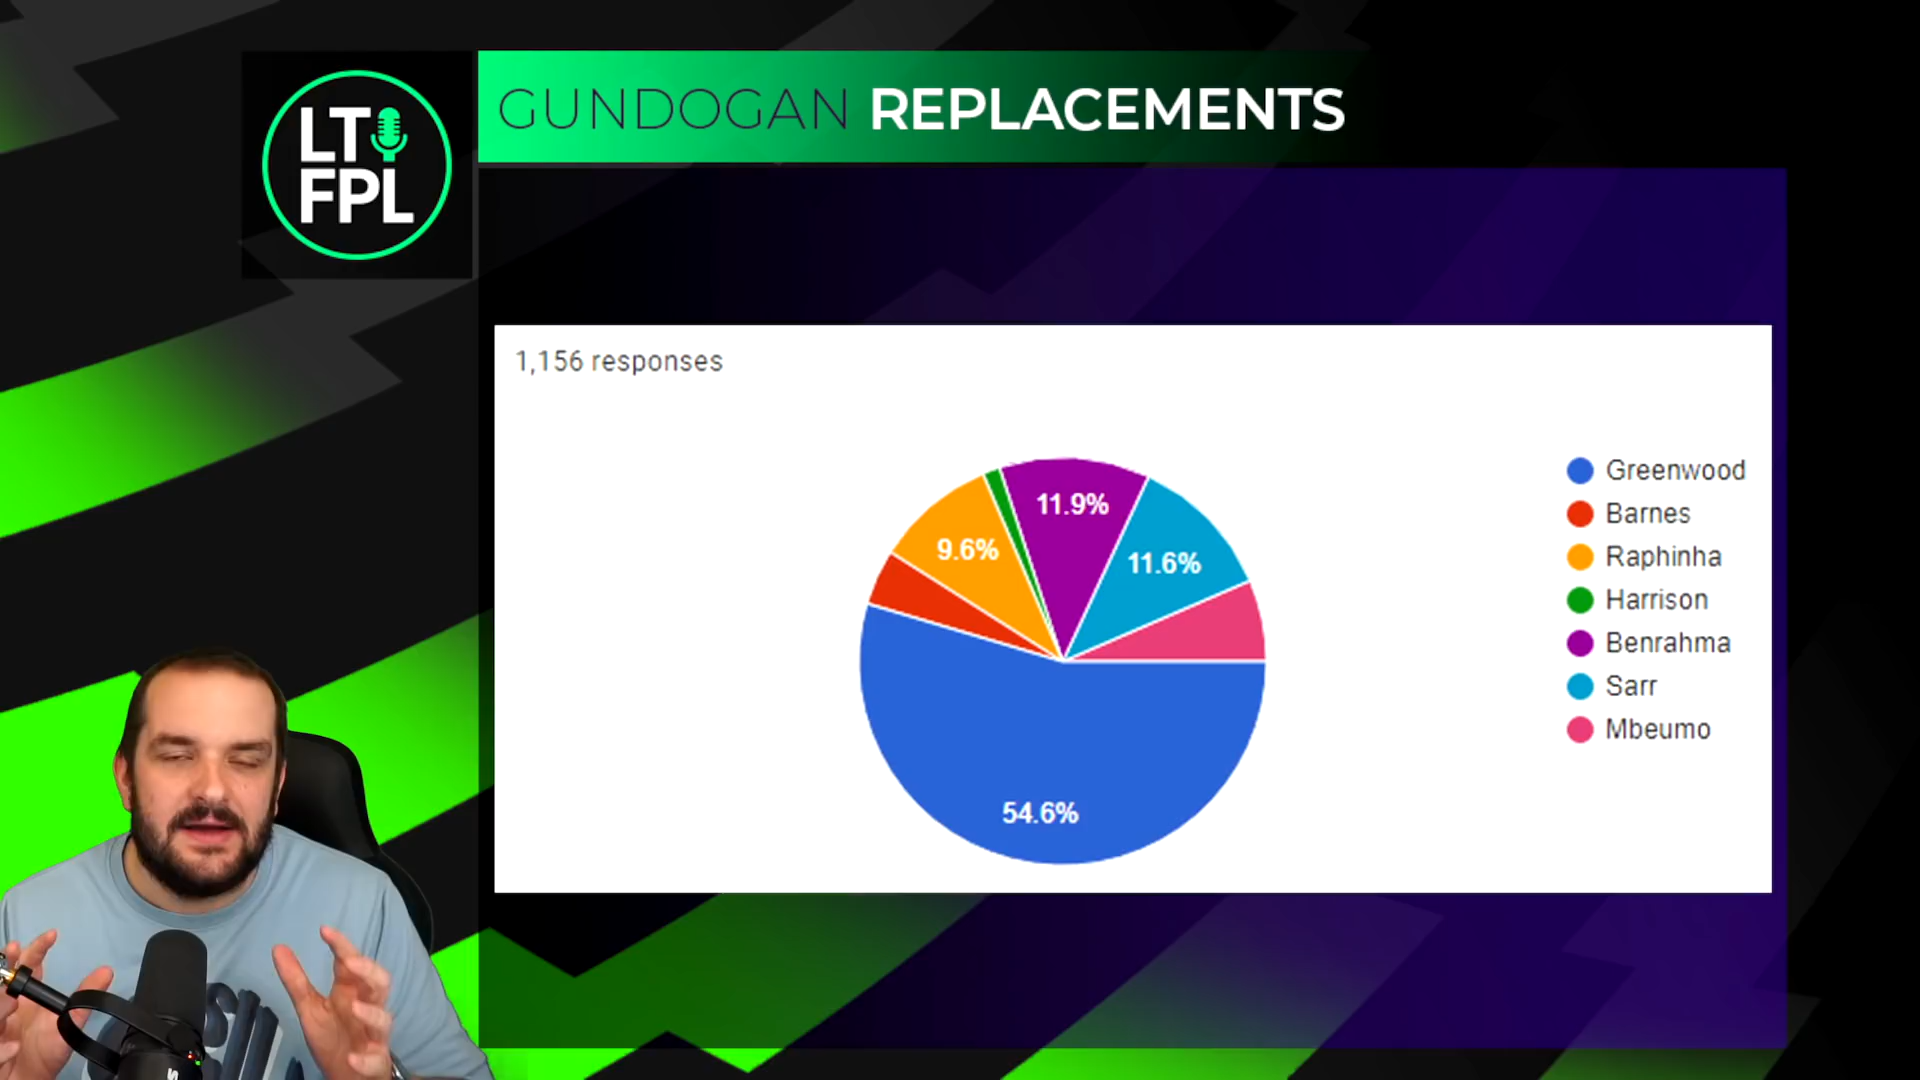 LT
FPL
GUNDOGAN REPLACEMENTS
1,156 responses
11.9%
9.6%
11.6%
54.6%
Greenwood
Barnes
Raphinha
Harrison
Benrahma
Sarr
Mbeumo